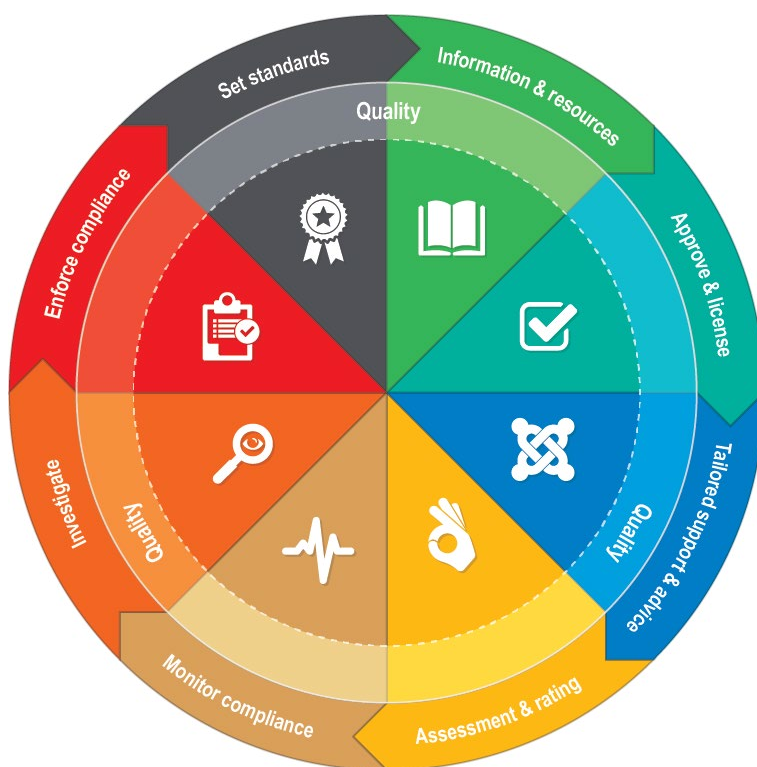 Set standards
Information & resources
Quality
Approve & license
Enforce compliance
Tailored support & advice
Quality
Investigate
Quality
Assessment & rating
Monitor compliance